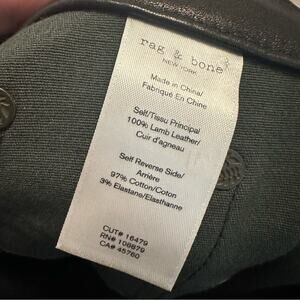 rag & bone
NEW YORK
Made in China/
Fabriqué En Chine
Self/Tissu Principal
100% Lamb Leather/
Cuir d'agneau
Self Reverse Side/
Arrière
97% Cotton/Coton
3% Elastane/Elasthanne
CUT# 16479
RN# 108879
CA# 45760